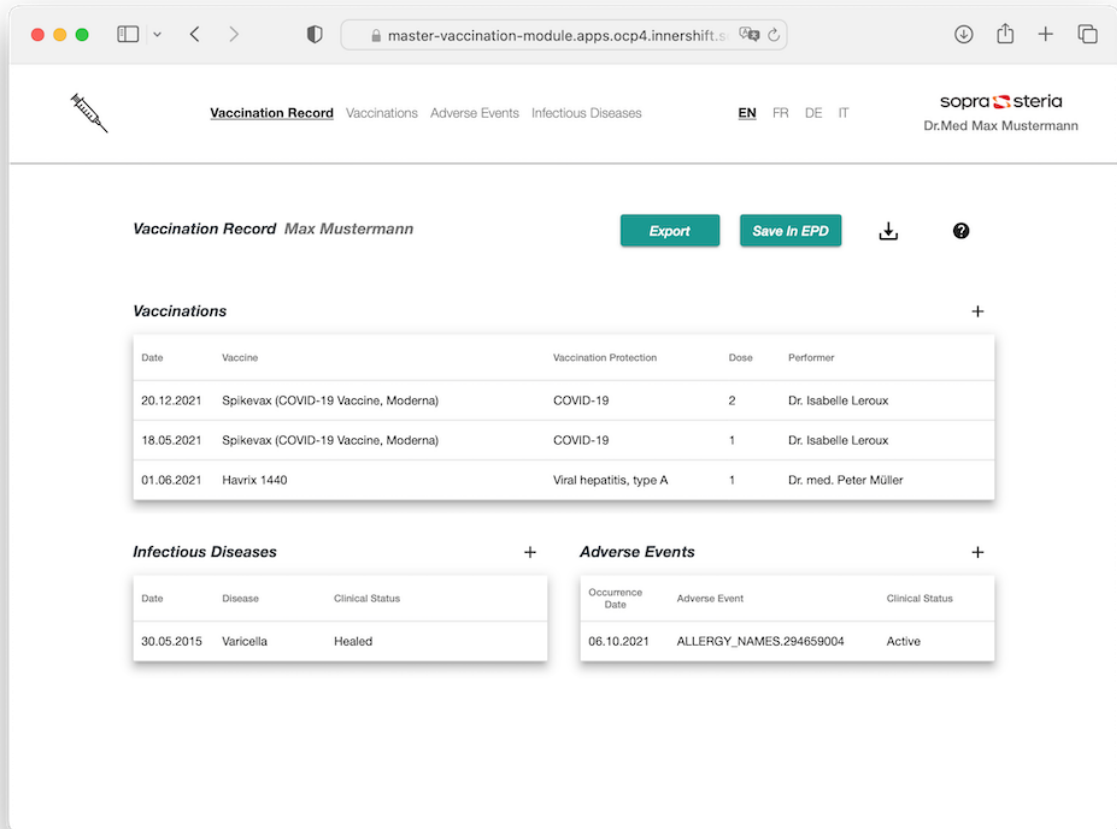 master-vaccination-module.apps.ocp4.innershift.s
Vaccination Record Vaccinations Adverse Events Infectious Diseases EN FR DE IT
sopra steria
Dr.Med Max Mustermann
Vaccination Record Max Mustermann Export Save In EPD
Vaccinations
Date Vaccine Vaccination Protection Dose Performer
20.12.2021 Spikevax (COVID-19 Vaccine, Moderna) COVID-19 2 Dr. Isabelle Leroux
18.05.2021 Spikevax (COVID-19 Vaccine, Moderna) COVID-19 1 Dr. Isabelle Leroux
01.06.2021 Havrix 1440 Viral hepatitis, type A 1 Dr. med. Peter Müller
Infectious Diseases
Date Disease Clinical Status
30.05.2015 Varicella Healed
Adverse Events
Occurrence Date Adverse Event Clinical Status
06.10.2021 ALLERGY_NAMES.294659004 Active